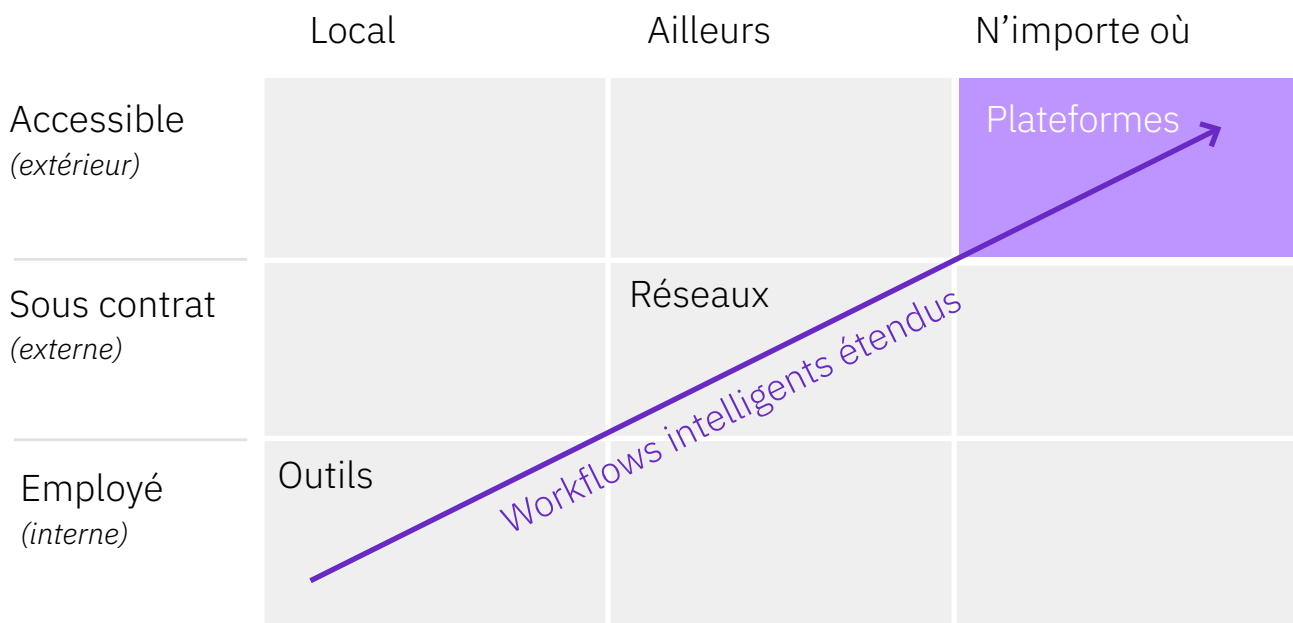 Local Ailleurs N’importe où
Accessible
(extérieur)
Plateformes
Sous contrat
(externe)
Réseaux
Workflows intelligents étendus
Employé
(interne)
Outils